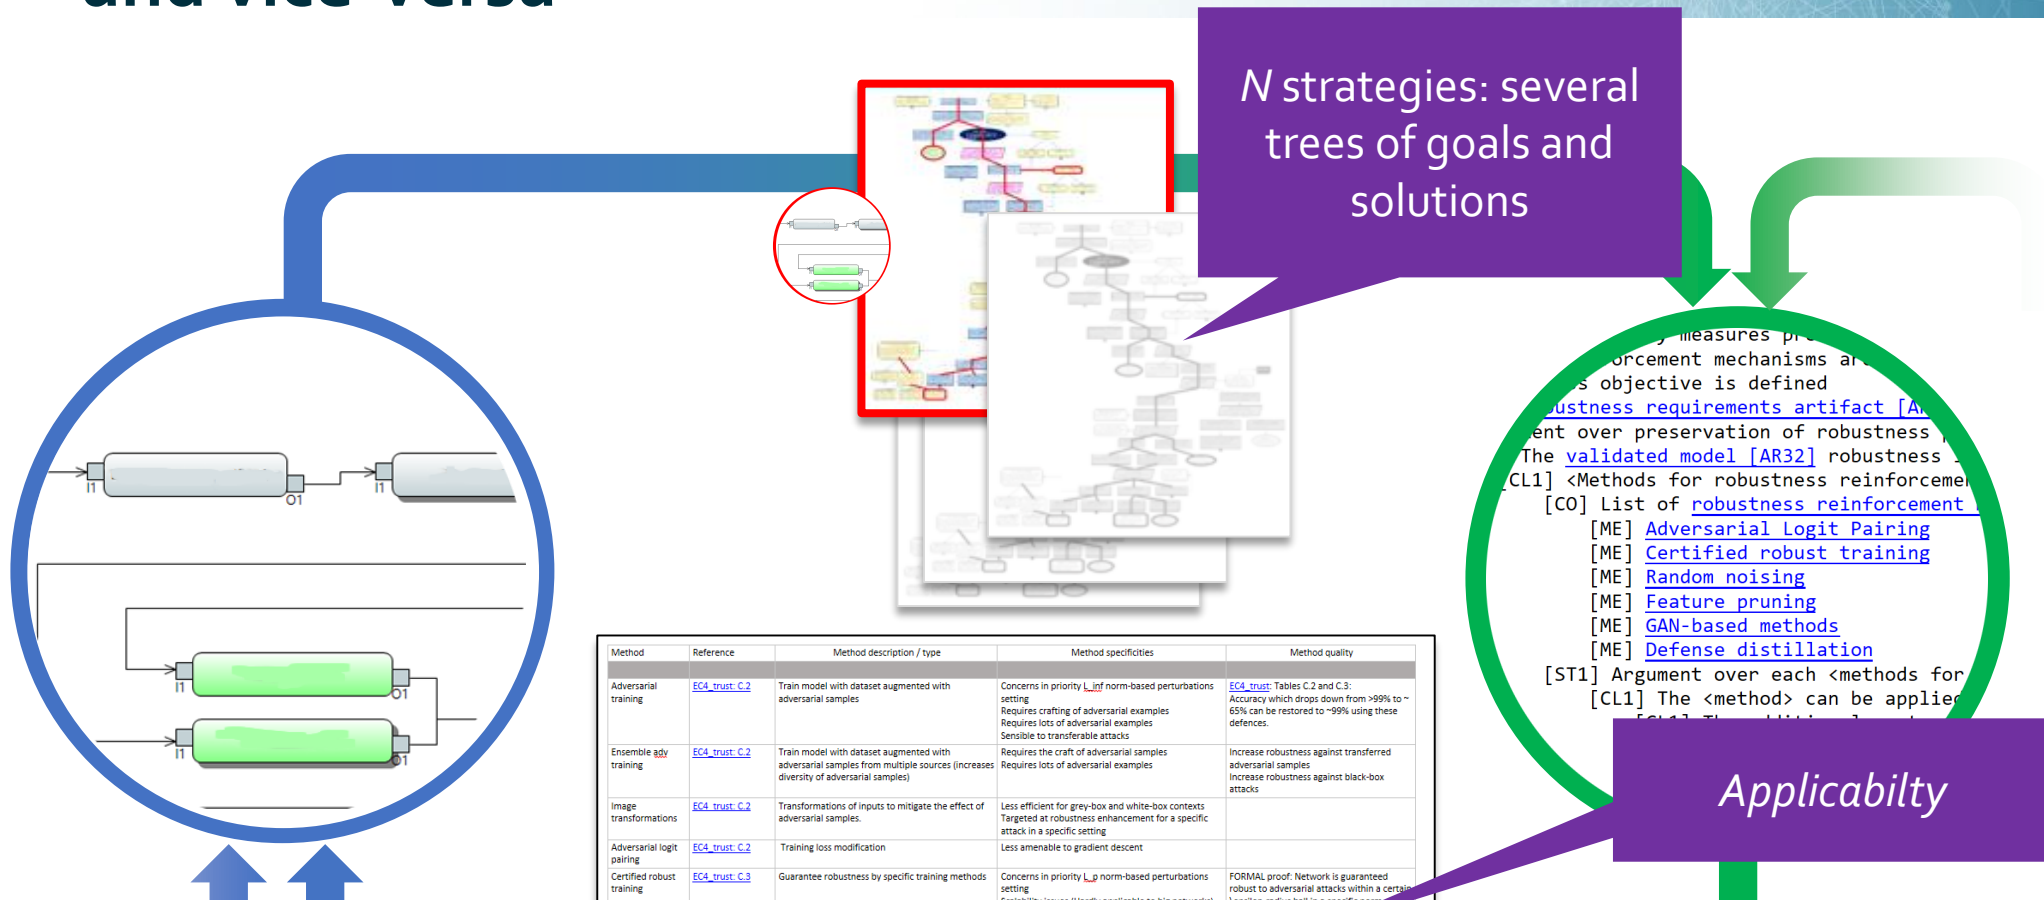 and vice-versa
N strategies: several
trees of goals and
solutions
I1
O1
I1
I1
O1
I1
O1
measures
orcement mechanisms
objective is defined
ustness requirements artifact
ent over preservation of robustness
The validated model [AR32] robustness
CL1] <Methods for robustness
[CO] List of robustness reinforcement
[ME] Adversarial Logit Pairing
[ME] Certified robust training
[ME] Random noising
[ME] Feature pruning
[ME] GAN-based methods
[ME] Defense distillation
[ST1] Argument over each <methods for
[CL1] The <method> can be applied
Applicabilty
Method Reference Method description / type Method specificities Method quality
Adversarial
training
EC4_trust: C.2
Train model with dataset augmented with
adversarial samples
Concerns in priority L_inf norm-based perturbations
setting
Requires crafting of adversarial examples
Requires lots of adversarial examples
Sensible to transferable attacks
EC4_trust: Tables C.2 and C.3:
Accuracy which drops down from >99% to ~
65% can be restored to ~99% using these
defences.
Ensemble adv
training
EC4_trust: C.2
Train model with dataset augmented with
adversarial samples from multiple sources (increases
diversity of adversarial samples)
Requires the craft of adversarial samples
Requires lots of adversarial examples
Increase robustness against transferred
adversarial samples
Increase robustness against black-box
attacks
Image
transformations
EC4_trust: C.2
Transformations of inputs to mitigate the effect of
adversarial samples.
Less efficient for grey-box and white-box contexts
Targeted at robustness enhancement for a specific
attack in a specific setting
Adversarial logit
pairing
EC4_trust: C.2
Training loss modification
Less amenable to gradient descent
Certified robust
training
EC4_trust: C.3
Guarantee robustness by specific training methods
Concerns in priority L_p norm-based perturbations
setting
FORMAL proof: Network is guaranteed
robust to adversarial attacks within a certain